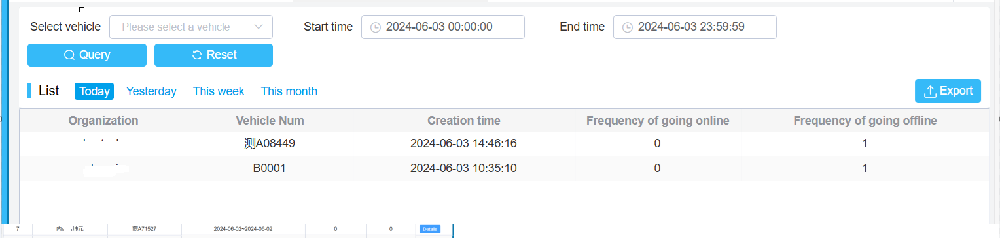 Select vehicle Please select a vehicle Start time 2024-06-03 00:00:00 End time 2024-06-03 23:59:59
Query Reset
List Today Yesterday This week This month Export
Organization Vehicle Num Creation time Frequency of going online Frequency of going offline
测A08449 2024-06-03 14:46:16 0 1
B0001 2024-06-03 10:35:10 0 1
7 内 坤元 蒙A71527 2024-06-02~2024-06-02 0 0 Details